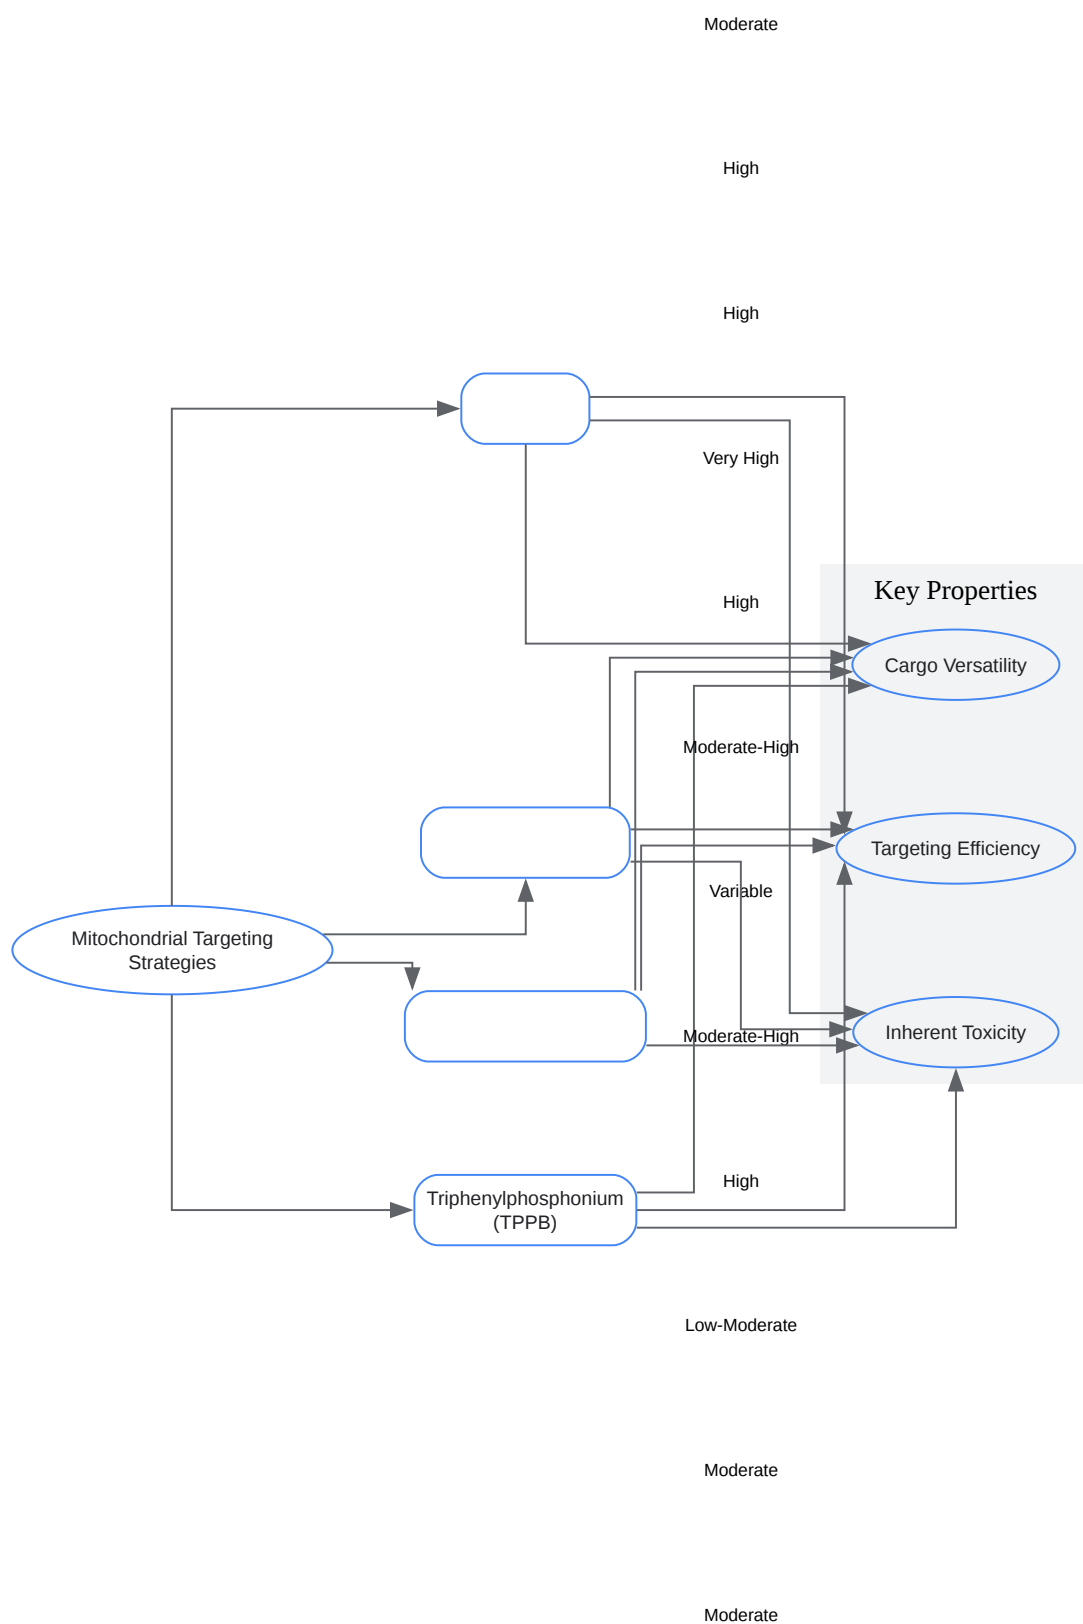 Moderate
High
High
Very High
High
Key Properties
Cargo Versatility
Moderate-High
Targeting Efficiency
Variable
Mitochondrial Targeting
Strategies
Inherent Toxicity
Moderate-High
High
Triphenylphosphonium
(TPPB)
Low-Moderate
Moderate
Moderate